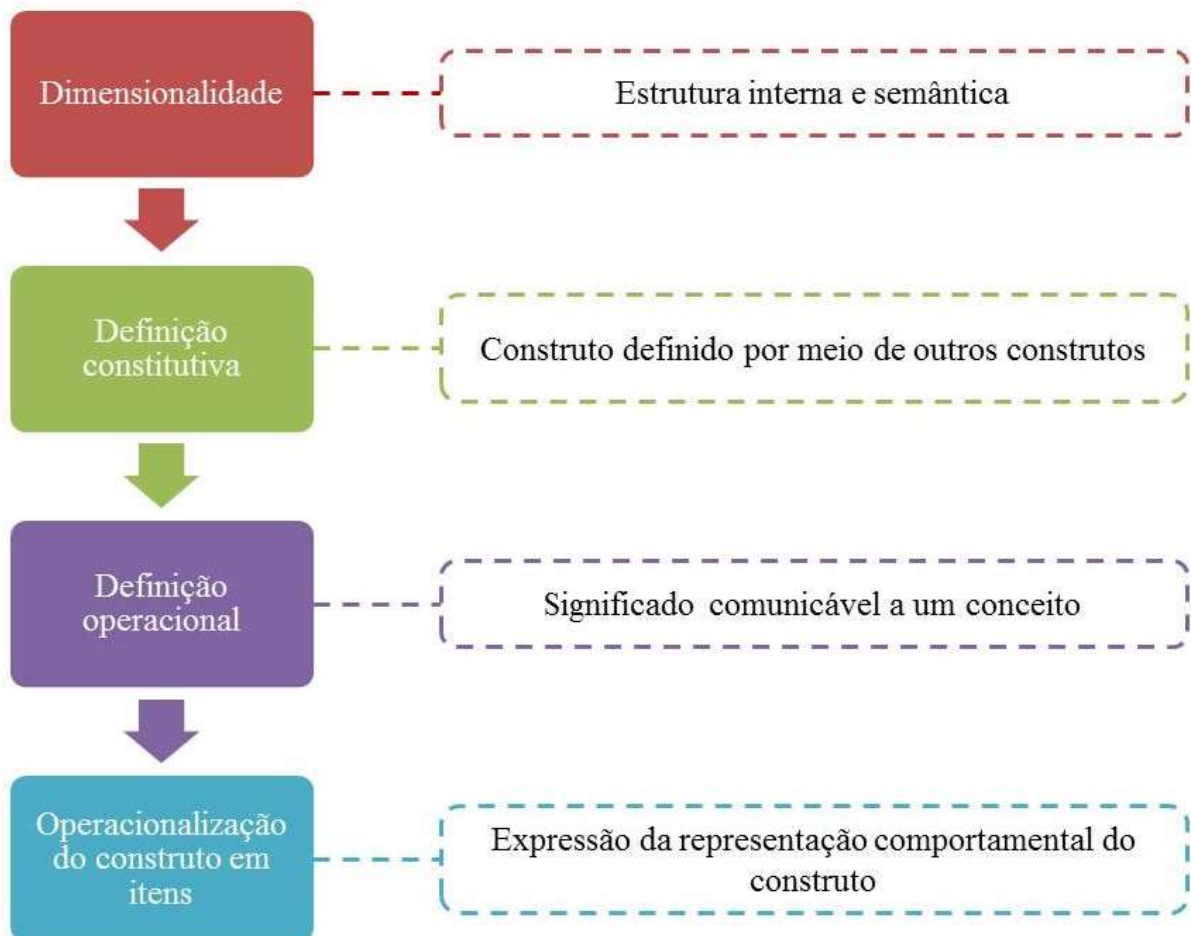 Dimensionalidade
Estrutura interna e semântica
Definição
constitutiva
Construto definido por meio de outros construtos
Definição
operacional
Significado comunicável a um conceito
Operacionalização
do construto em
itens
Expressão da representação comportamental do
construto